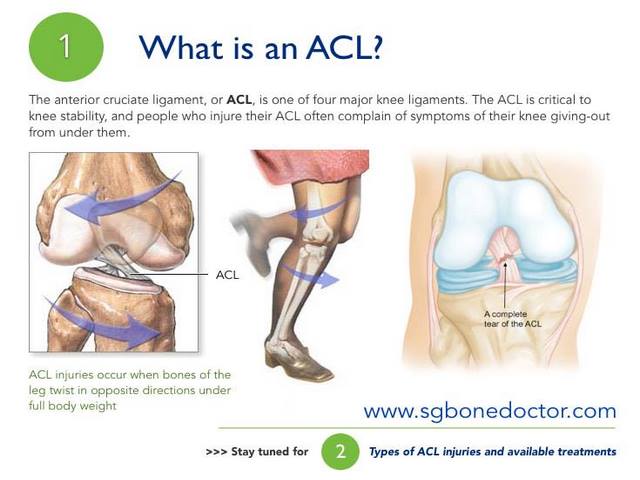 1
What is an ACL?
The anterior cruciate ligament, or ACL, is one of four major knee ligaments. The ACL is critical to
knee stability, and people who injure their ACL often complain of symptoms of their knee giving-out
from under them.
ACL
A complete
tear of the ACL
ACL injuries occur when bones of the
leg twist in opposite directions under
full body weight
www.sgbonedoctor.com
>>> Stay tuned for 2 Types of ACL injuries and available treatments